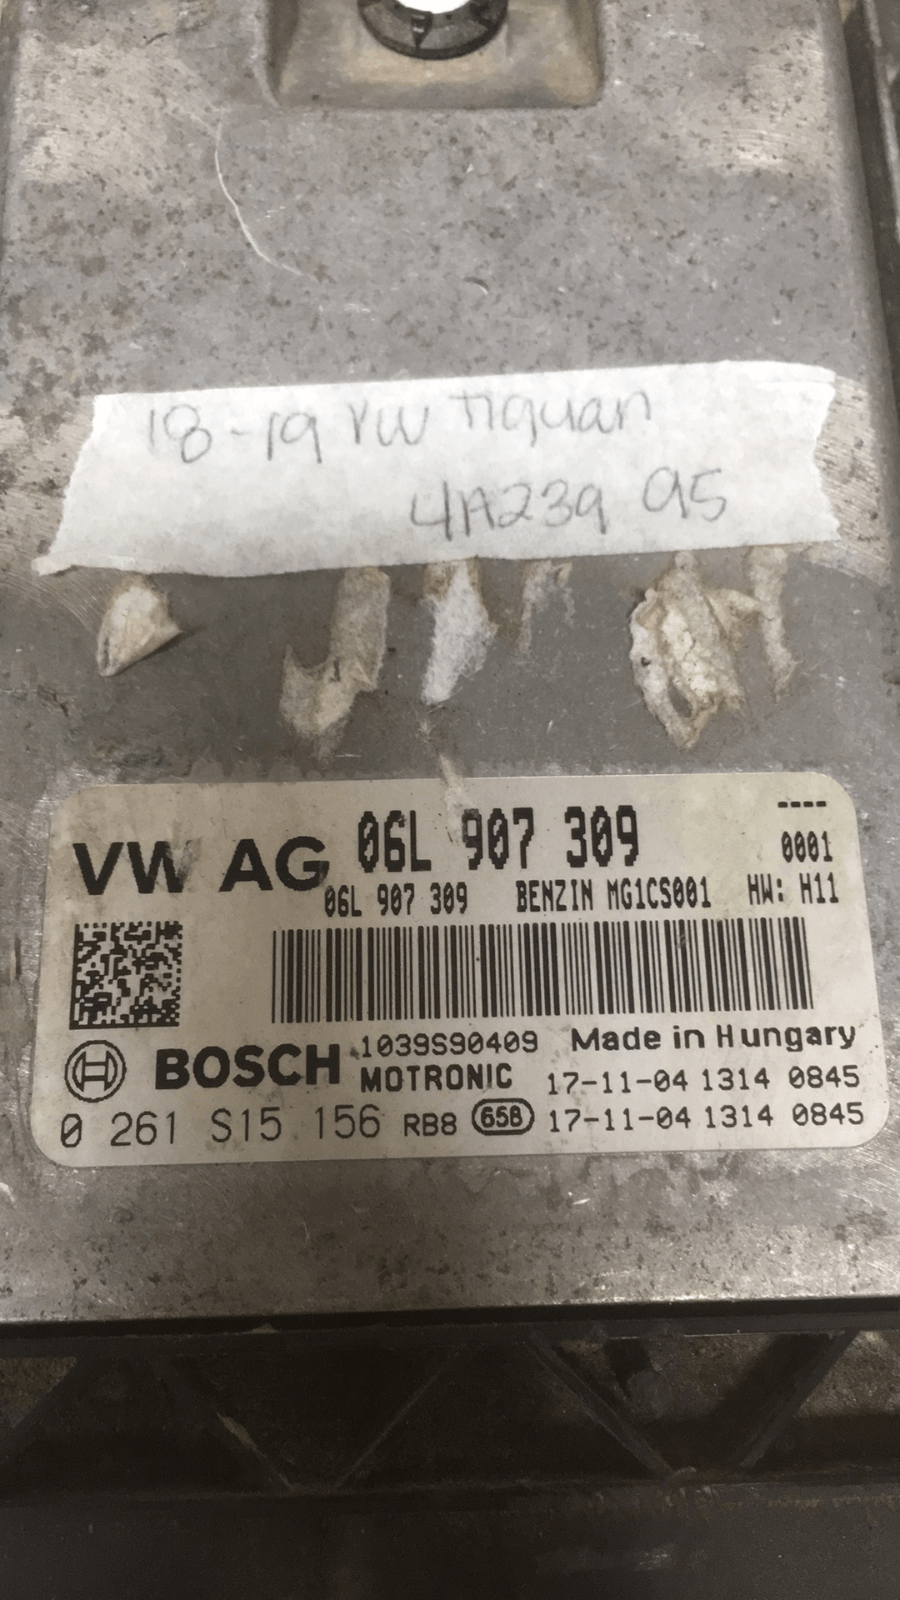 18-19 VW Tiguan
4A239 95
----
VW AG 06L 907 309 0001
06L 907 309 BENZIN MG1CS001 HW: H11
BOSCH 1039S90409 Made in Hungary
MOTRONIC 17-11-04 1314 0845
0 261 S15 156 RB8 658 17-11-04 1314 0845